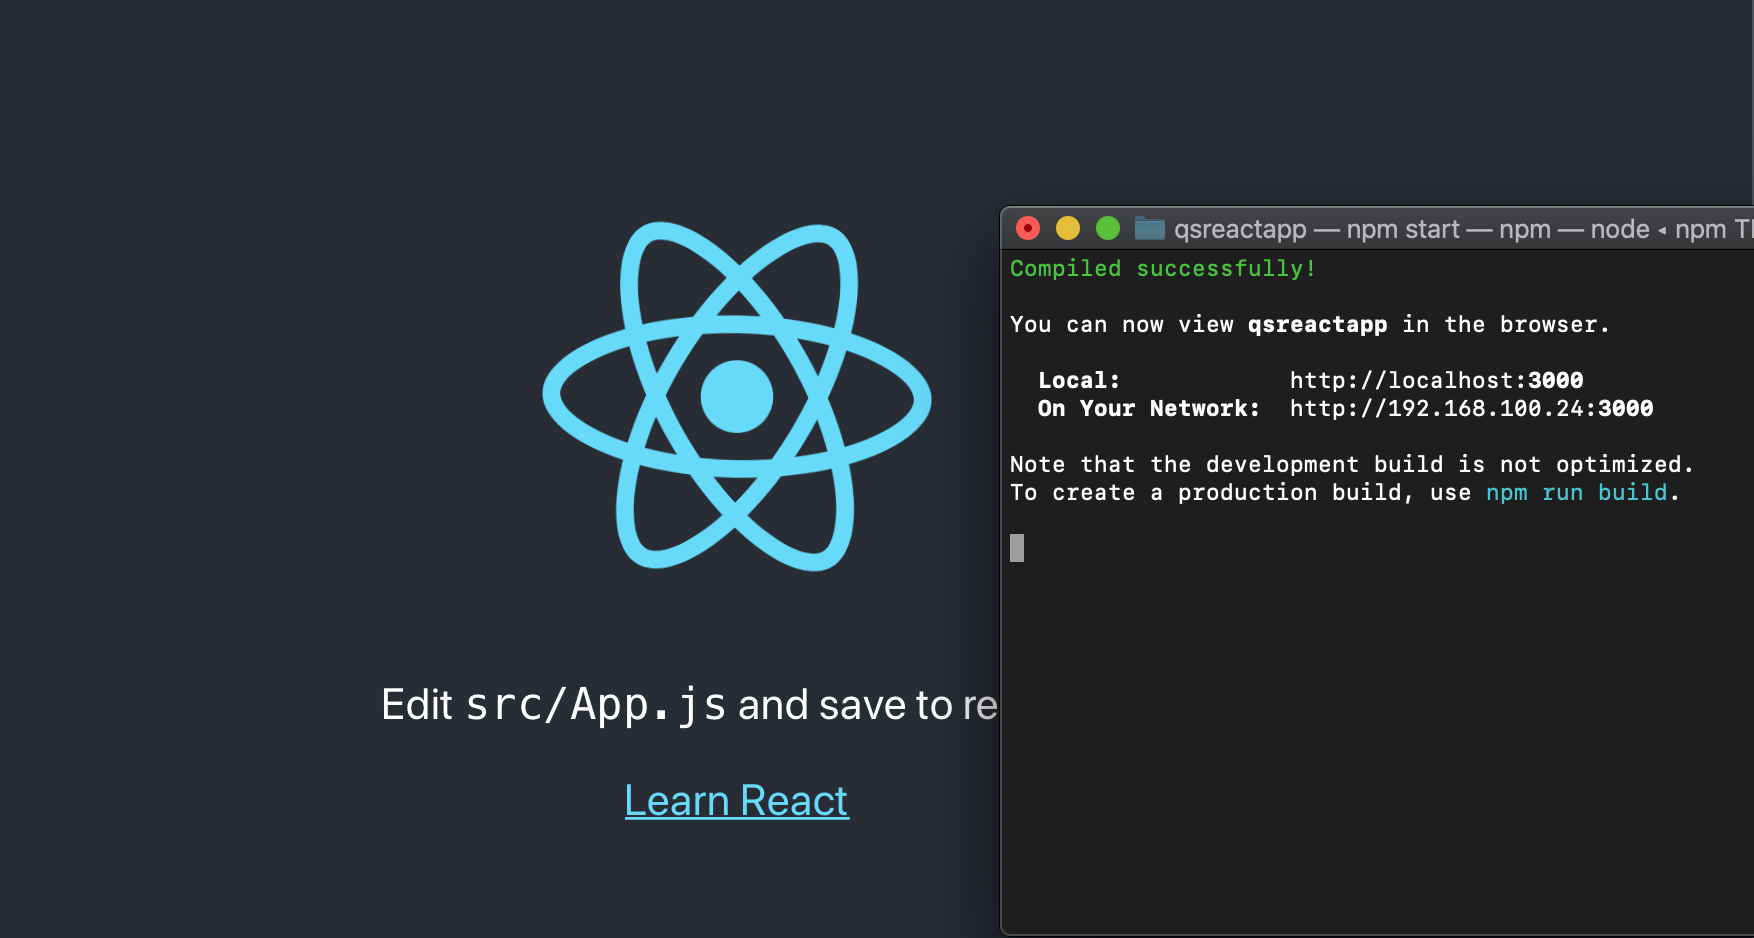 Edit src/App.js and save to re
Learn React
qsreactapp — npm start — npm — node ◂ npm
Compiled successfully!
You can now view qsreactapp in the browser.
Local: http://localhost:3000
On Your Network: http://192.168.100.24:3000
Note that the development build is not optimized.
To create a production build, use npm run build.